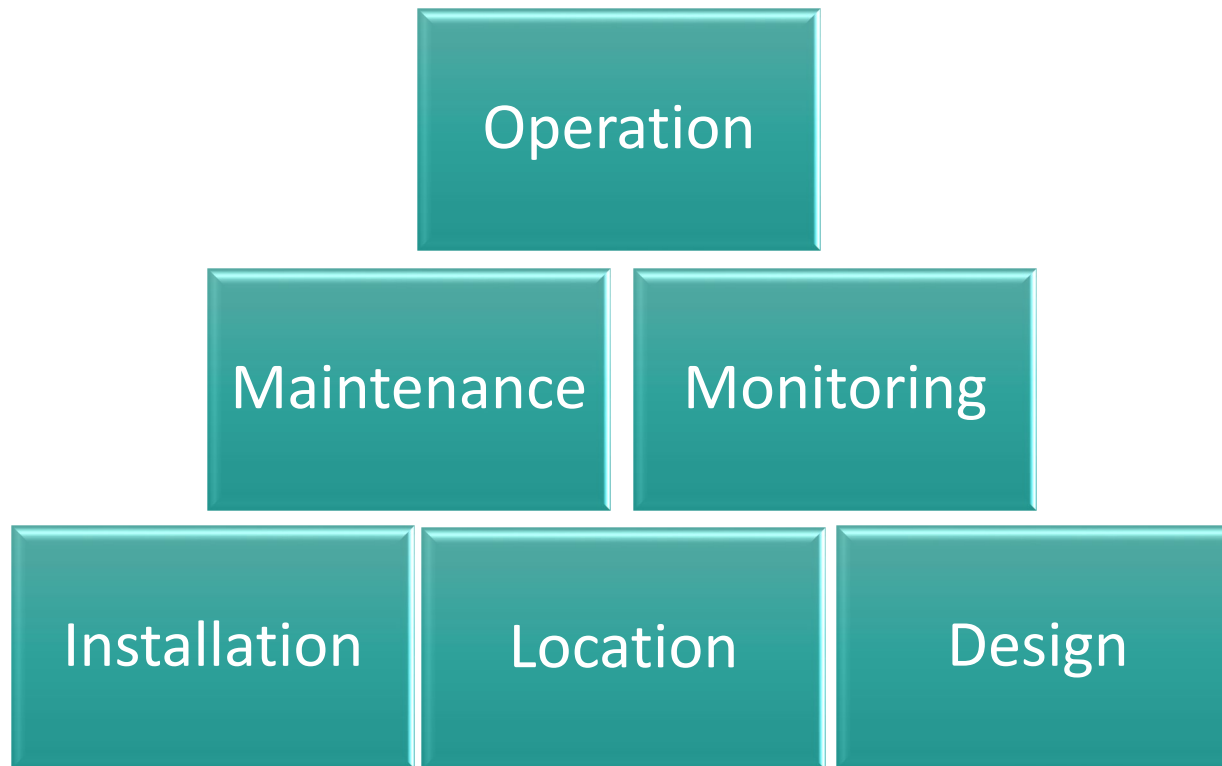 Operation
Maintenance
Monitoring
Installation
Location
Design